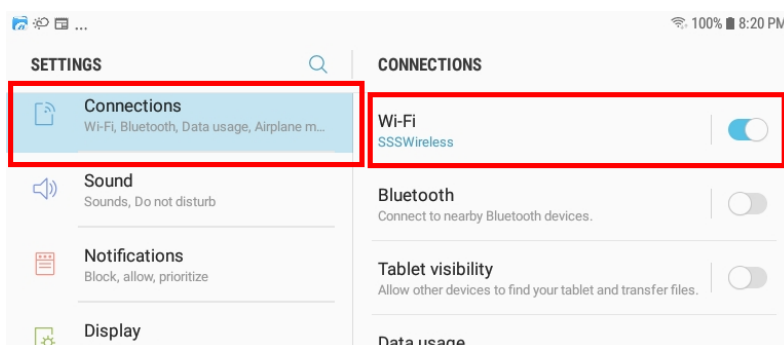 ...
100% 8:20 PM
SETTINGS
Connections
Wi-Fi, Bluetooth, Data usage, Airplane m...
Sound
Sounds, Do not disturb
Notifications
Block, allow, prioritize
Display
CONNECTIONS
Wi-Fi
SSSWireless
Bluetooth
Connect to nearby Bluetooth devices.
Tablet visibility
Allow other devices to find your tablet and transfer files.
Data usage